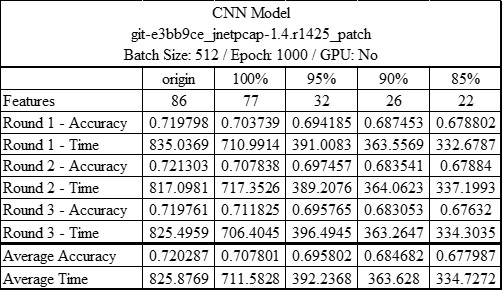 CNN Model
git-e3bb9ce_jnetpcap-1.4.r1425_patch
Batch Size: 512 / Epoch: 1000 / GPU: No
origin 100% 95% 90% 85%
Features 86 77 32 26 22
Round 1 - Accuracy 0.719798 0.703739 0.694185 0.687453 0.678802
Round 1 - Time 835.0369 710.9914 391.0083 363.5569 332.6787
Round 2 - Accuracy 0.721303 0.707838 0.697457 0.683541 0.67884
Round 2 - Time 817.0981 717.3526 389.2076 364.0623 337.1993
Round 3 - Accuracy 0.719761 0.711825 0.695765 0.683053 0.67632
Round 3 - Time 825.4959 706.4045 396.4945 363.2647 334.3035
Average Accuracy 0.720287 0.707801 0.695802 0.684682 0.677987
Average Time 825.8769 711.5828 392.2368 363.628 334.7272